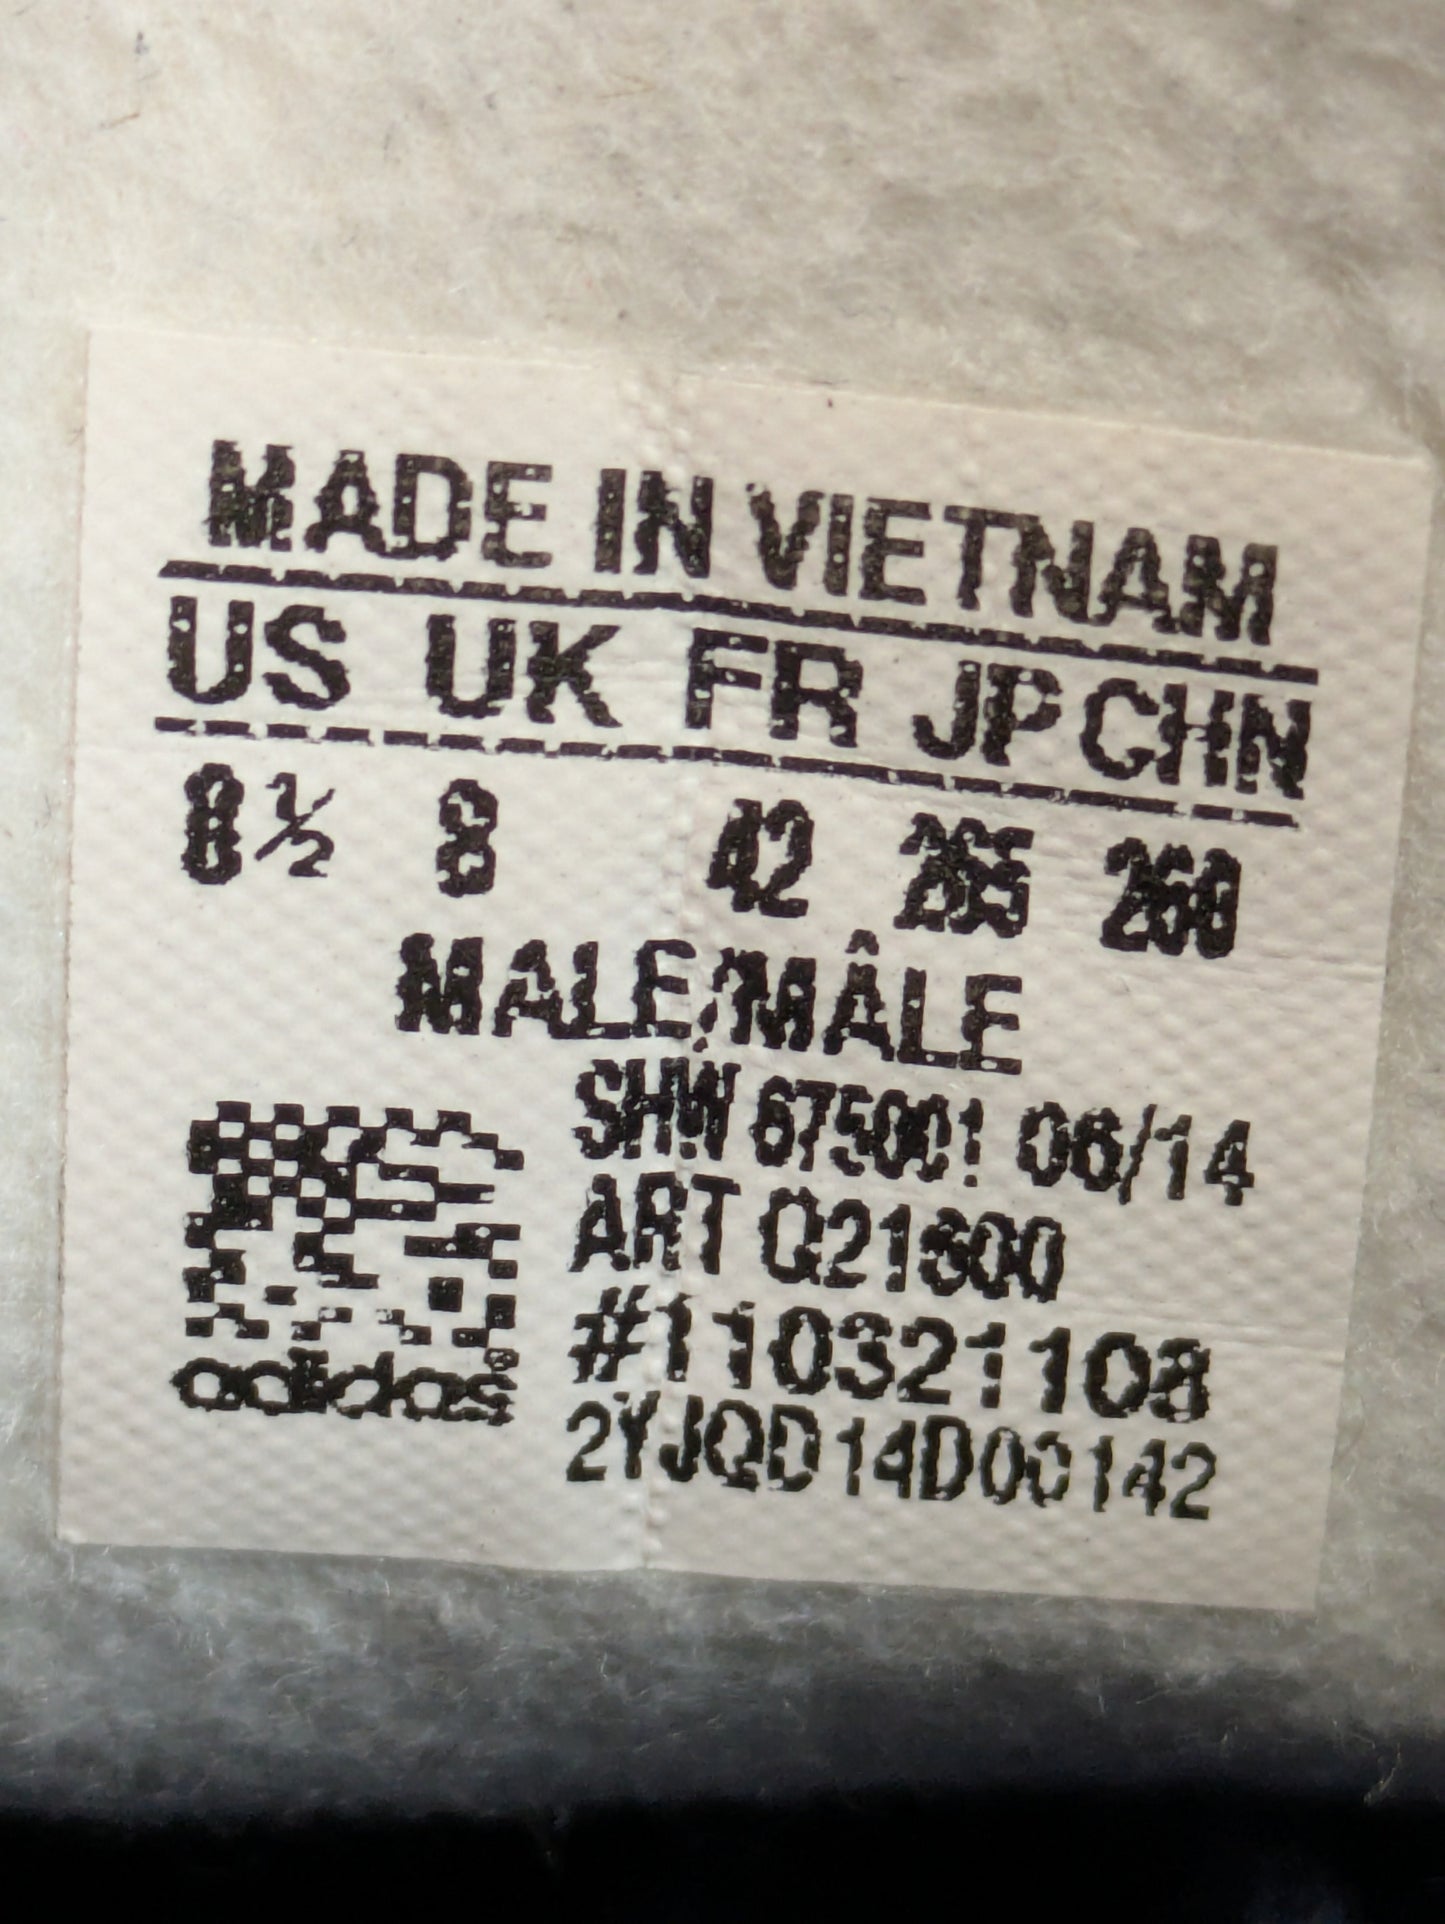 MADE IN VIETNAM
US UK FR JP CHN
8½ 8 42 265 260
MALE/MÂLE
SHW 675001 06/14
ART Q21600
#110321108
2YJQD14D00142
adidas®